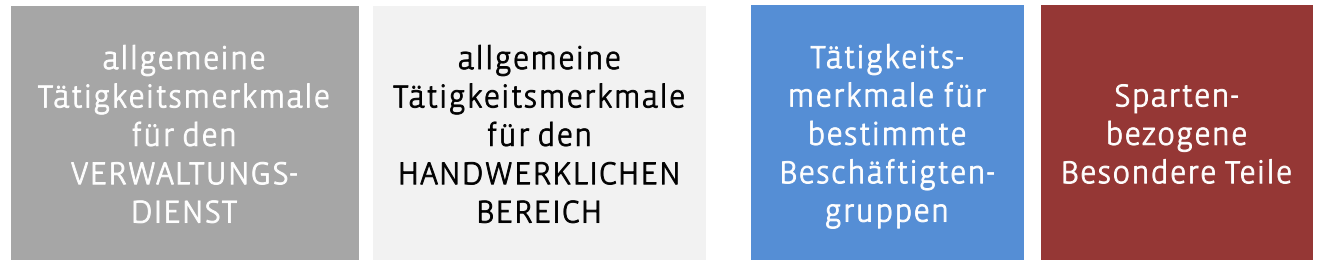 allgemeine
Tätigkeitsmerkmale
für den
VERWALTUNGS-
DIENST
allgemeine
Tätigkeitsmerkmale
für den
HANDWERKLICHEN
BEREICH
Tätigkeits-
merkmale für
bestimmte
Beschäftigten-
gruppen
Sparten-
bezogene
Besondere Teile